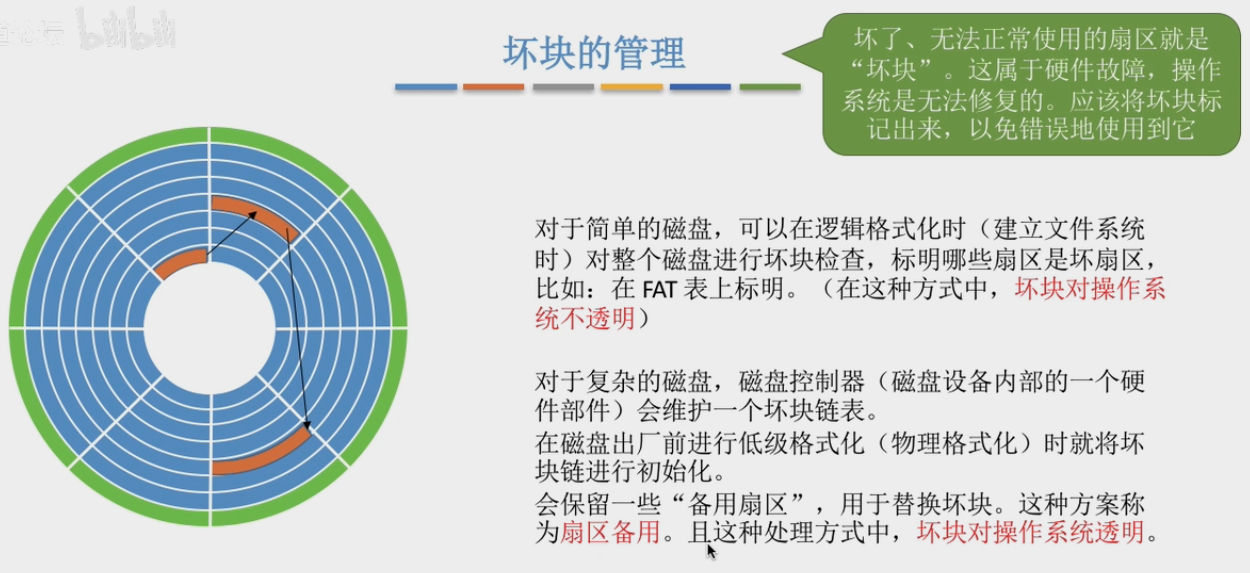 bilibili
坏块的管理
坏了、无法正常使用的扇区就是
“坏块”。这属于硬件故障，操作
系统是无法修复的。应该将坏块标
记出来，以免错误地使用到它
对于简单的磁盘，可以在逻辑格式化时（建立文件系统
时）对整个磁盘进行坏块检查，标明哪些扇区是坏扇区，
比如：在 FAT 表上标明。（在这种方式中，坏块对操作系
统不透明）
对于复杂的磁盘，磁盘控制器（磁盘设备内部的一个硬
件部件）会维护一个坏块链表。
在磁盘出厂前进行低级格式化（物理格式化）时就将坏
块链进行初始化。
会保留一些“备用扇区”，用于替换坏块。这种方案称
为扇区备用。且这种处理方式中，坏块对操作系统透明。